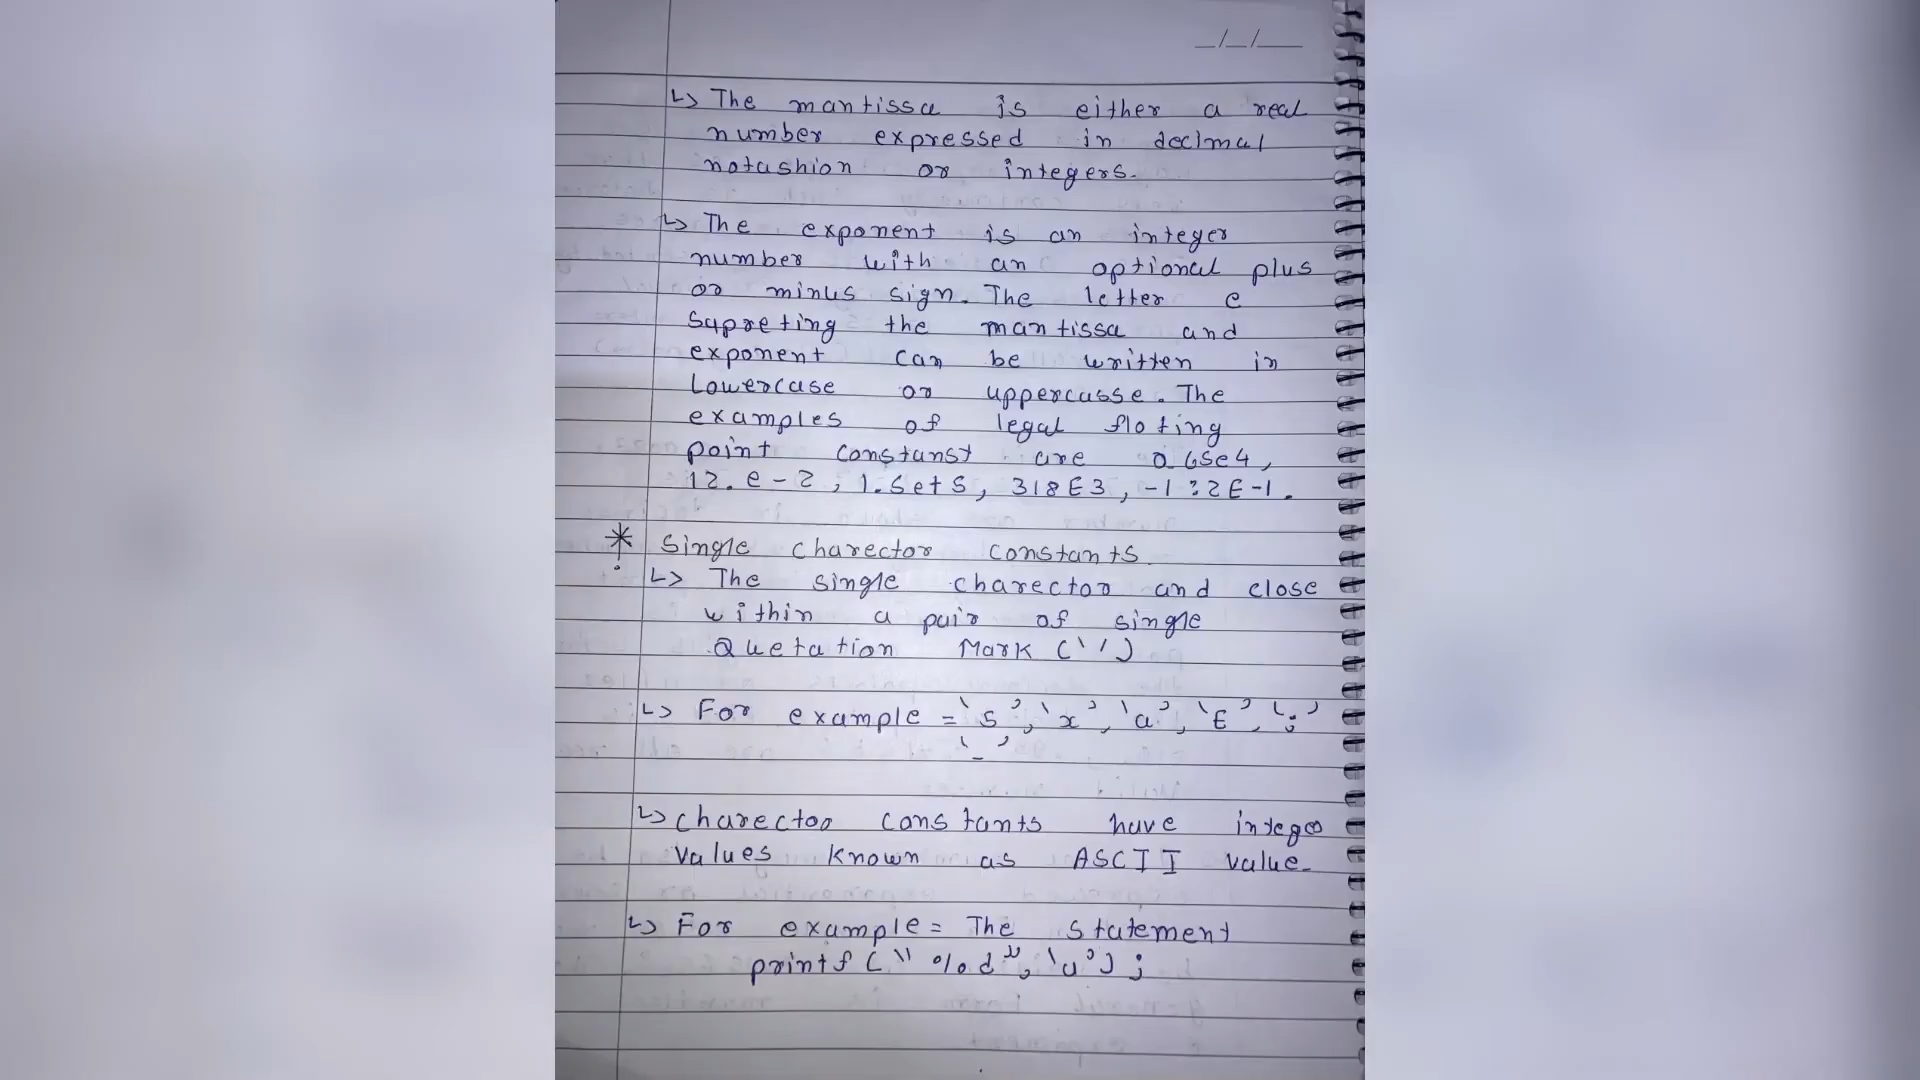 __/__/____
↳ The mantissa is either a real
number expressed in decimal
notashion or integers.
↳ The exponent is an integer
number with an optional plus
or minus sign. The letter e
Sapreting the mantissa and
exponent can be written in
Lowercase or uppercasse. The
examples of legal floting
point constanst are 0.65e4,
12.e-2, 1.5et5, 318E3, -1:2E-1.
* Single charector constants.
↳ The single charector and close
within a pair of single
Quetation Mark ('')
↳ For example = '5', 'x', 'a', 'E', ';'
'_'
↳ charector constants have integer
values known as ASCII value.
↳ For example = The statement
printf ("%d", 'a');